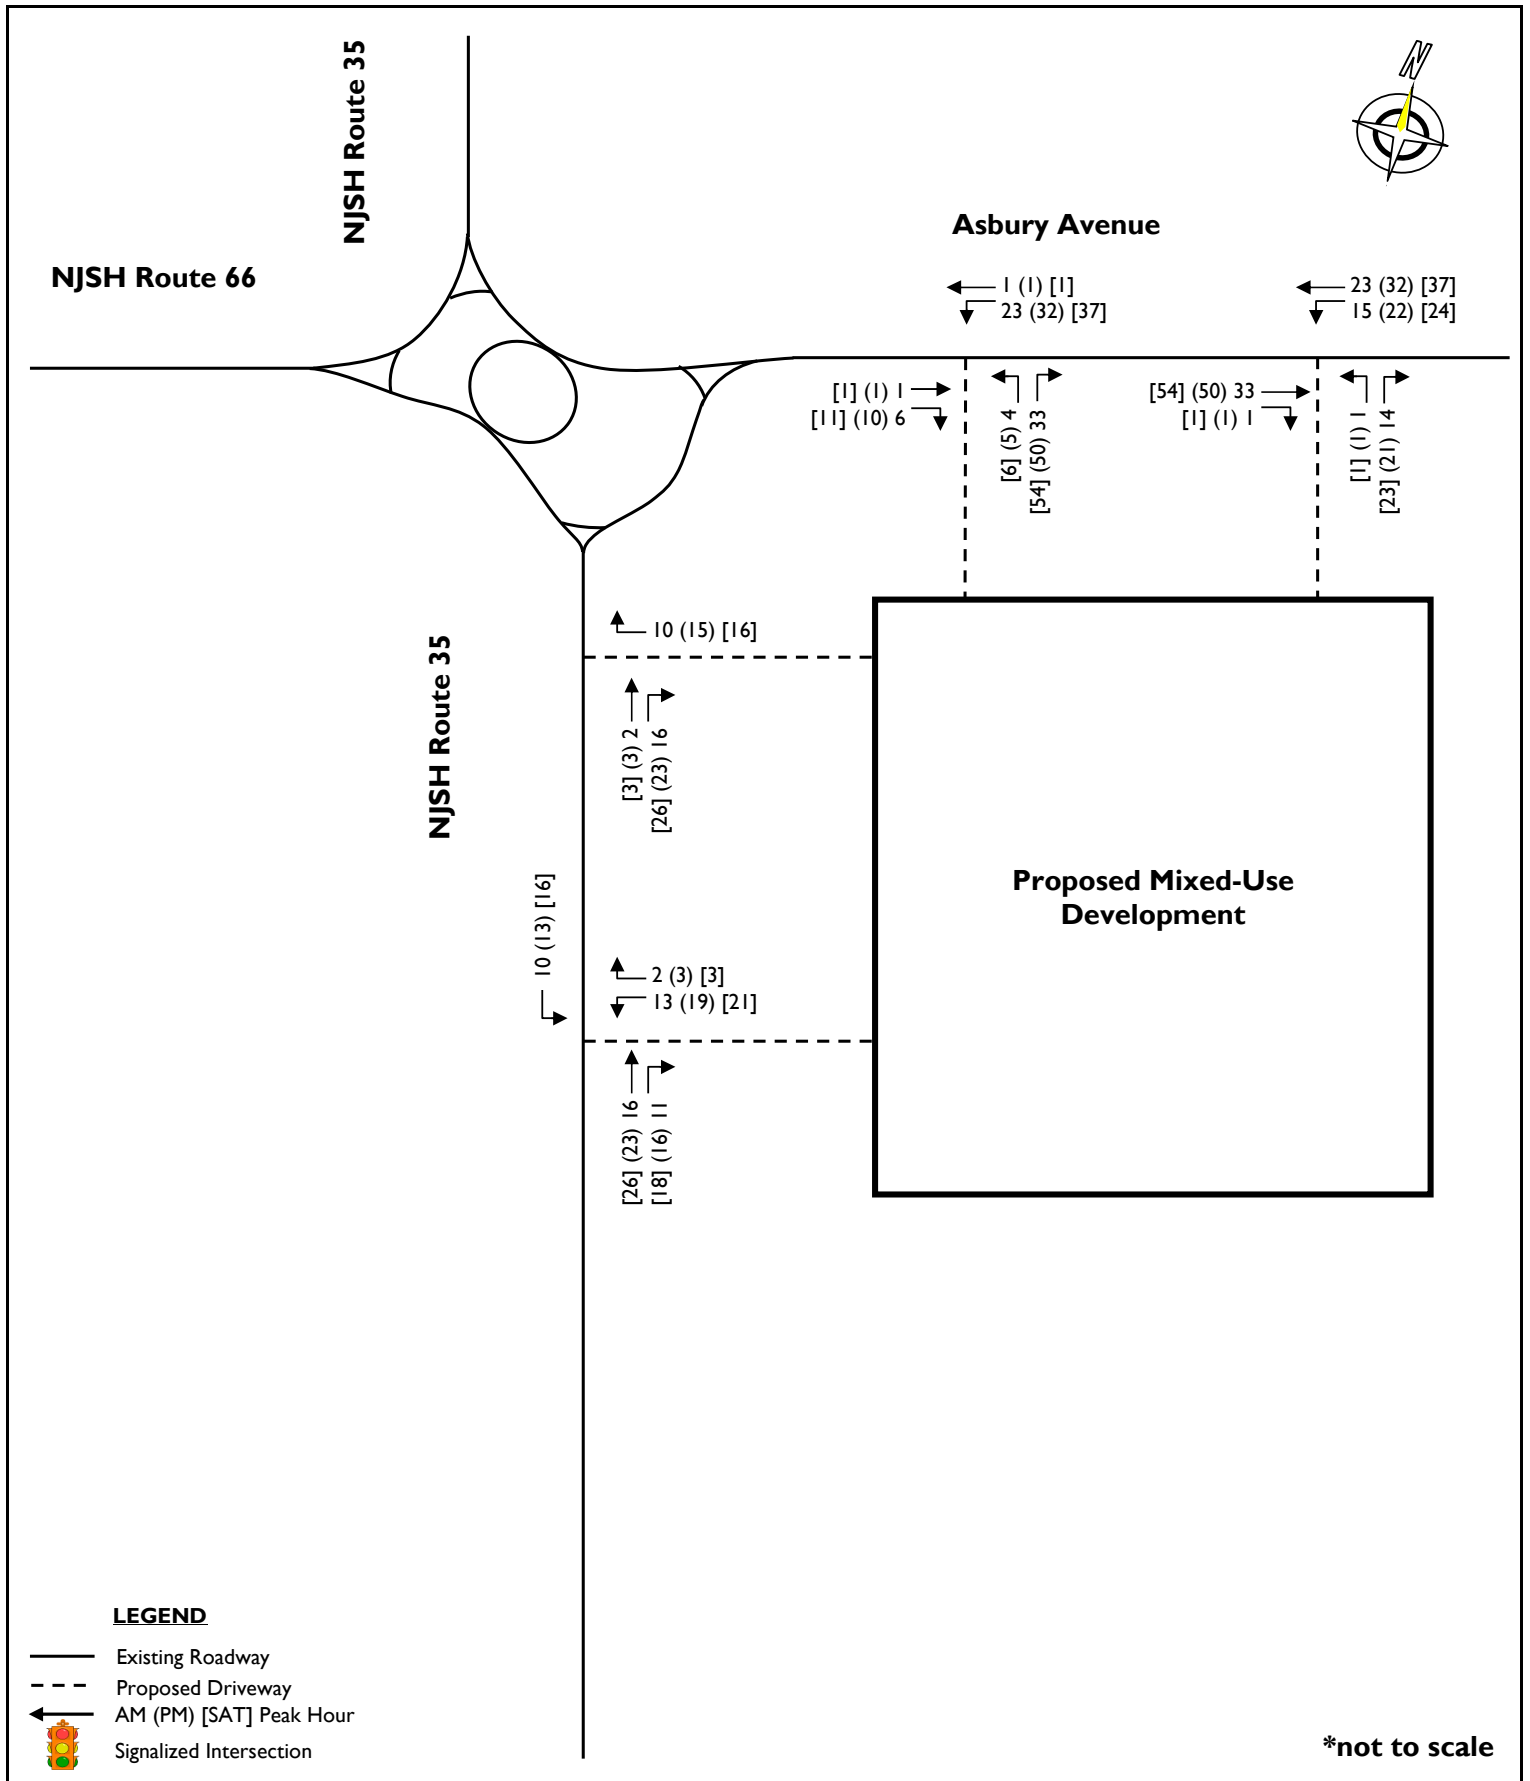 N
NJSH Route 35
NJSH Route 66
Asbury Avenue
1 (1) [1]
23 (32) [37]
23 (32) [37]
15 (22) [24]
[1] (1) 1
[11] (10) 6
[6] (5) 4
[54] (50) 33
[54] (50) 33
[1] (1) 1
[1] (1) 1
[23] (21) 14
10 (15) [16]
NJSH Route 35
[3] (3) 2
[26] (23) 16
Proposed Mixed-Use
Development
10 (13) [16]
2 (3) [3]
13 (19) [21]
[26] (23) 16
[18] (16) 11
LEGEND
Existing Roadway
Proposed Driveway
AM (PM) [SAT] Peak Hour
Signalized Intersection
*not to scale